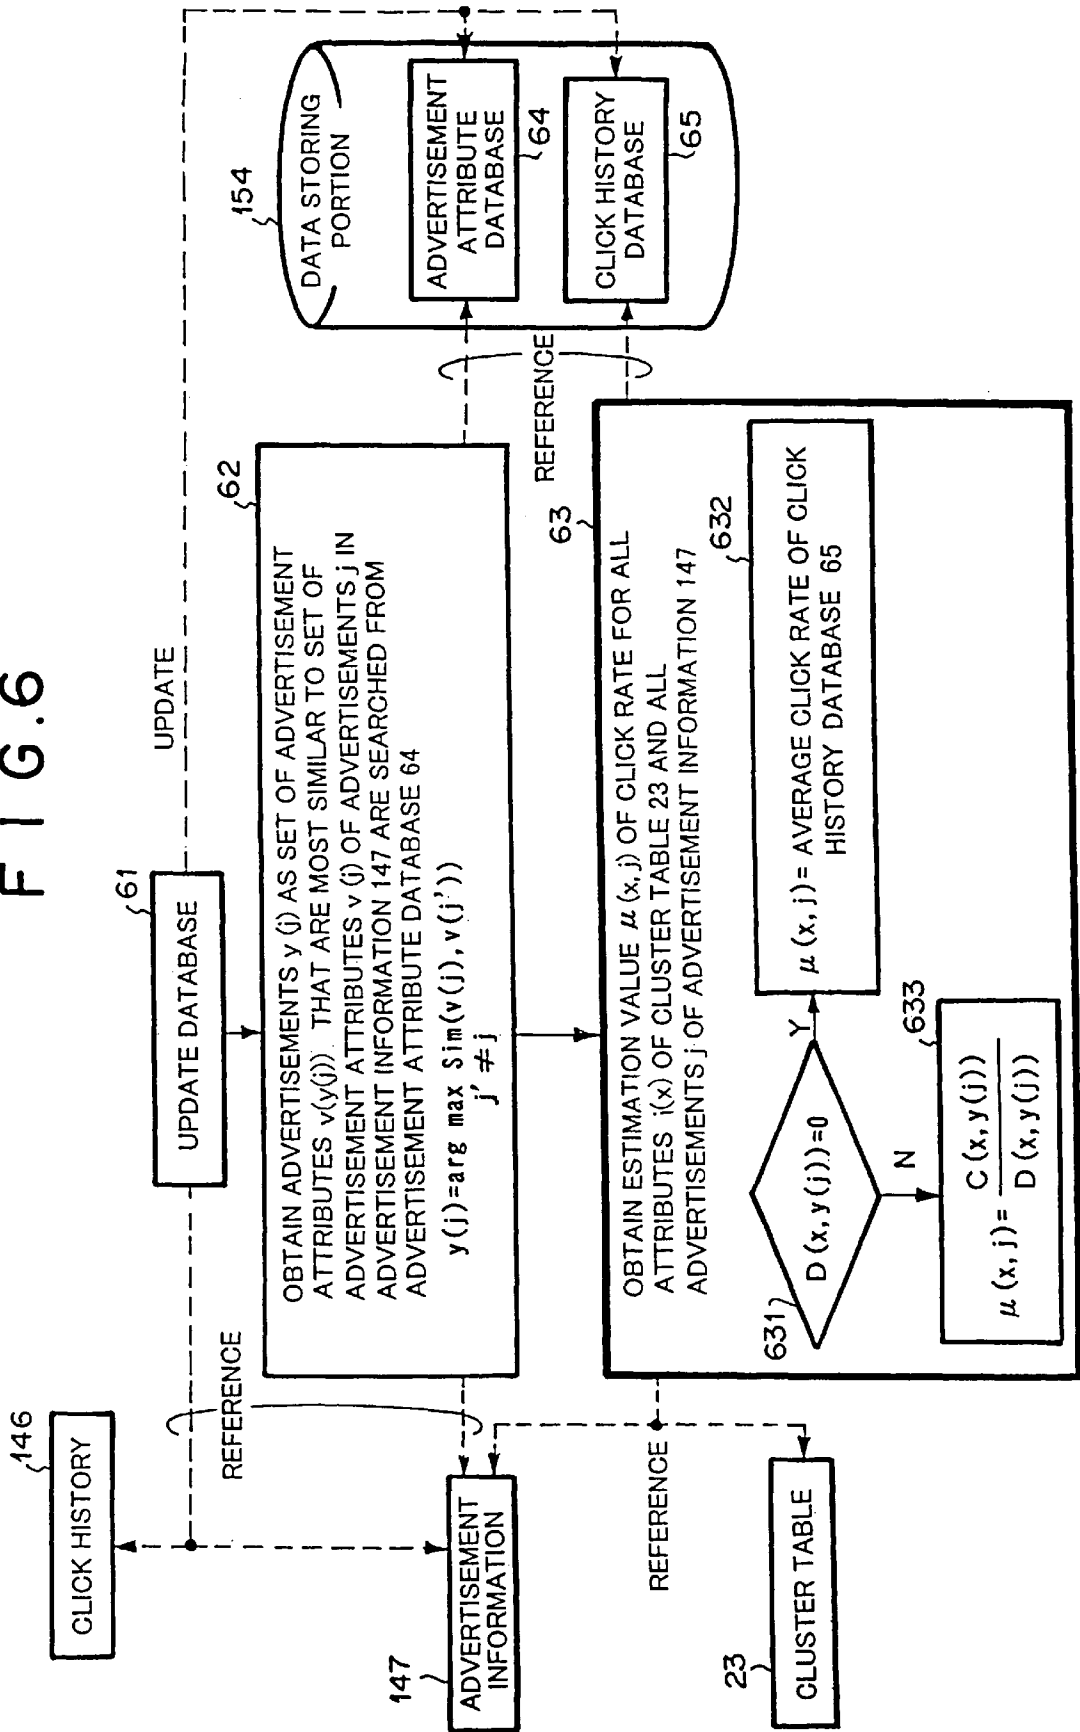 FIG.6
146
CLICK HISTORY
REFERENCE
61
UPDATE DATABASE
UPDATE
154
DATA STORING
PORTION
ADVERTISEMENT
ATTRIBUTE
DATABASE
64
CLICK HISTORY
DATABASE
65
147
ADVERTISEMENT
INFORMATION
62
OBTAIN ADVERTISEMENTS y (j) AS SET OF ADVERTISEMENT
ATTRIBUTES v(y(j)) THAT ARE MOST SIMILAR TO SET OF
ADVERTISEMENT ATTRIBUTES v (j) OF ADVERTISEMENTS j IN
ADVERTISEMENT INFORMATION 147 ARE SEARCHED FROM
ADVERTISEMENT ATTRIBUTE DATABASE 64
y(j)=arg max Sim(v(j),v(j'))
j' ≠ j
REFERENCE
REFERENCE
23
CLUSTER TABLE
63
OBTAIN ESTIMATION VALUE μ (x, j) OF CLICK RATE FOR ALL
ATTRIBUTES i(x) OF CLUSTER TABLE 23 AND ALL
ADVERTISEMENTS j OF ADVERTISEMENT INFORMATION 147
631
D (x, y(j))=0
Y
N
632
μ (x, j) = AVERAGE CLICK RATE OF CLICK
HISTORY DATABASE 65
633
μ (x, j) = C (x, y(j))
D (x, y(j))